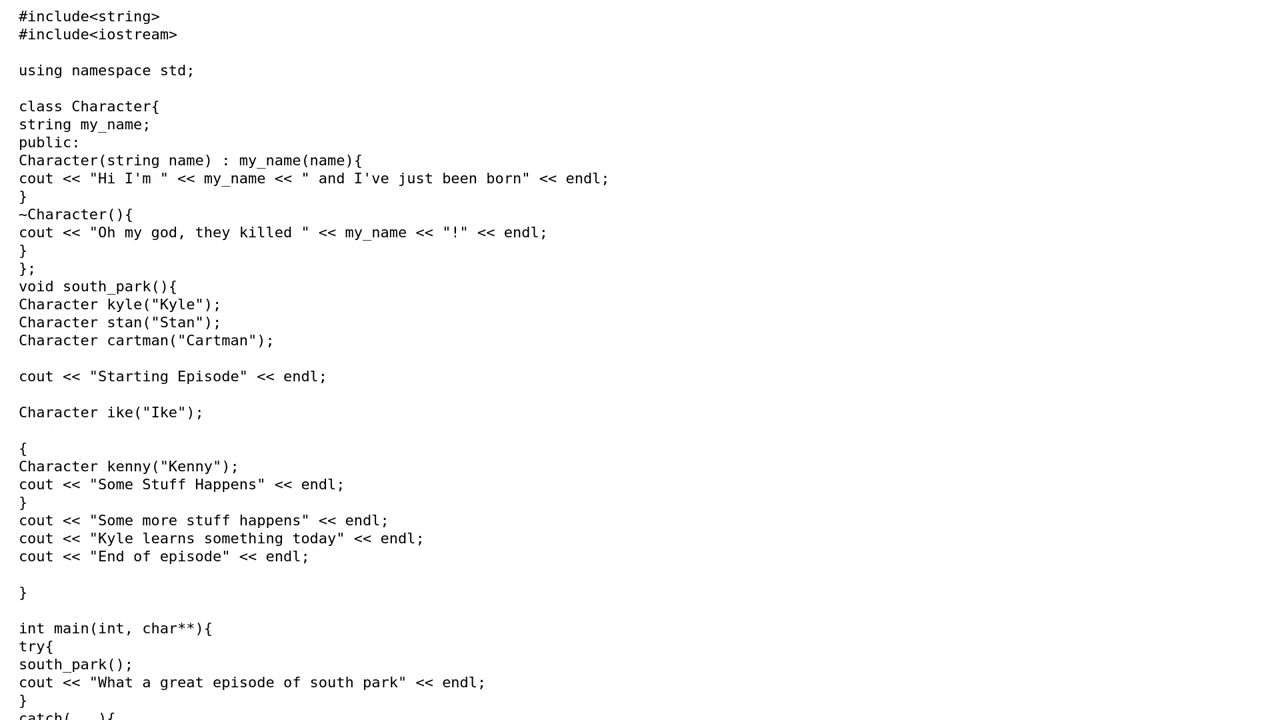 #include<string>
#include<iostream>
using namespace std;
class Character{
string my_name;
public:
Character(string name) : my_name(name){
cout << "Hi I'm " << my_name << " and I've just been born" << endl;
}
~Character(){
cout << "Oh my god, they killed " << my_name << "!" << endl;
}
};
void south_park(){
Character kyle("Kyle");
Character stan("Stan");
Character cartman("Cartman");
cout << "Starting Episode" << endl;
Character ike("Ike");
{
Character kenny("Kenny");
cout << "Some Stuff Happens" << endl;
}
cout << "Some more stuff happens" << endl;
cout << "Kyle learns something today" << endl;
cout << "End of episode" << endl;
}
int main(int, char**){
try{
south_park();
cout << "What a great episode of south park" << endl;
}
catch(...){